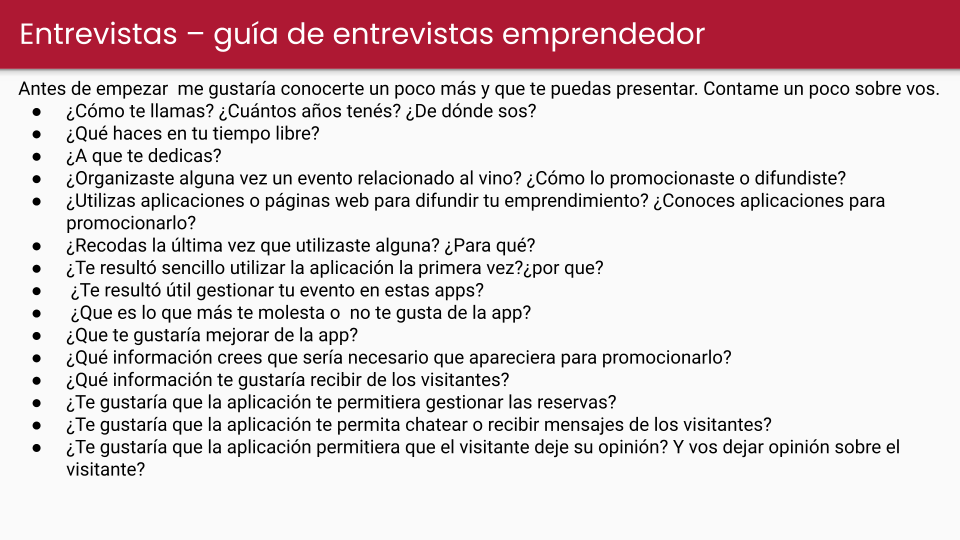 Entrevistas – guía de entrevistas emprendedor
Antes de empezar  me gustaría conocerte un poco más y que te puedas presentar. Contame un poco sobre vos.
● ¿Cómo te llamas? ¿Cuántos años tenés? ¿De dónde sos?
● ¿Qué haces en tu tiempo libre?
● ¿A que te dedicas?
● ¿Organizaste alguna vez un evento relacionado al vino? ¿Cómo lo promocionaste o difundiste?
● ¿Utilizas aplicaciones o páginas web para difundir tu emprendimiento? ¿Conoces aplicaciones para
promocionarlo?
● ¿Recodas la última vez que utilizaste alguna? ¿Para qué?
● ¿Te resultó sencillo utilizar la aplicación la primera vez?¿por que?
● ¿Te resultó útil gestionar tu evento en estas apps?
● ¿Que es lo que más te molesta o  no te gusta de la app?
● ¿Que te gustaría mejorar de la app?
● ¿Qué información crees que sería necesario que apareciera para promocionarlo?
● ¿Qué información te gustaría recibir de los visitantes?
● ¿Te gustaría que la aplicación te permitiera gestionar las reservas?
● ¿Te gustaría que la aplicación te permita chatear o recibir mensajes de los visitantes?
● ¿Te gustaría que la aplicación permitiera que el visitante deje su opinión? Y vos dejar opinión sobre el
visitante?